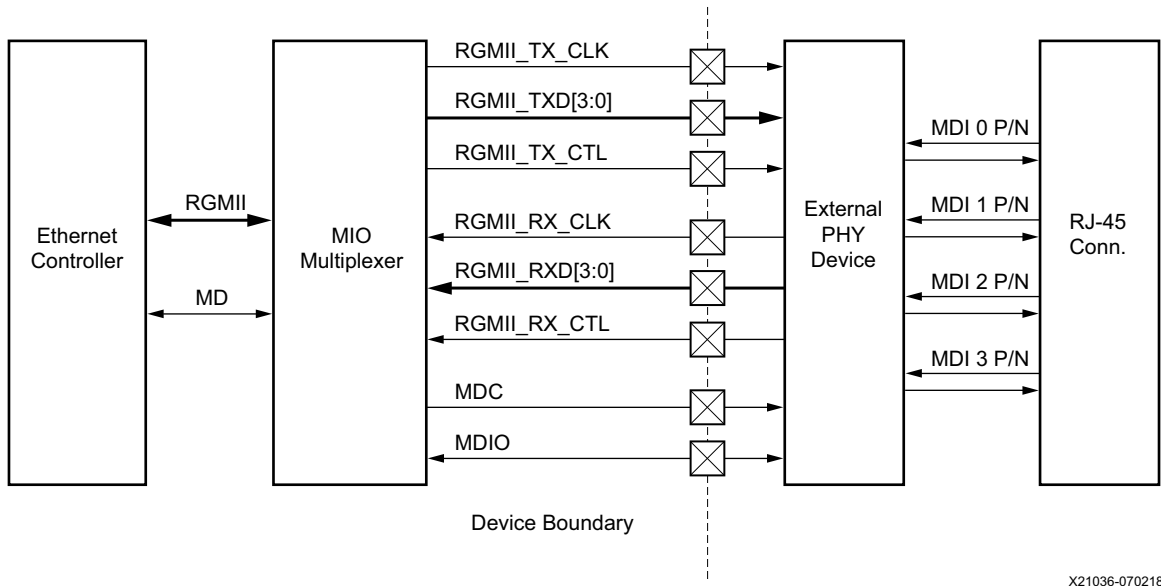 RGMII_TX_CLK
RGMII_TXD[3:0]
RGMII_TX_CTL
RGMII_RX_CLK
RGMII_RXD[3:0]
RGMII_RX_CTL
MDC
MDIO
Ethernet
Controller
RGMII
MD
MIO
Multiplexer
External
PHY
Device
MDI 0 P/N
MDI 1 P/N
MDI 2 P/N
MDI 3 P/N
RJ-45
Conn.
Device Boundary